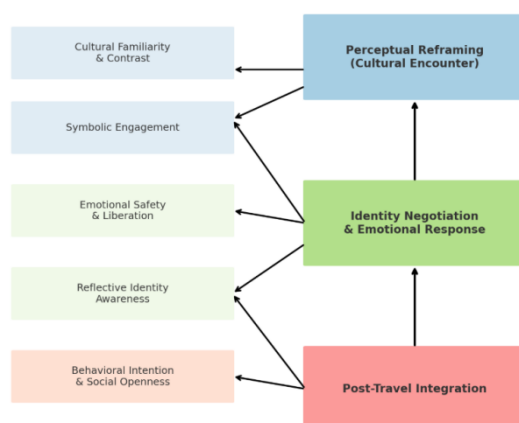 Cultural Familiarity
& Contrast
Symbolic Engagement
Emotional Safety
& Liberation
Reflective Identity
Awareness
Behavioral Intention
& Social Openness
Perceptual Reframing
(Cultural Encounter)
Identity Negotiation
& Emotional Response
Post-Travel Integration